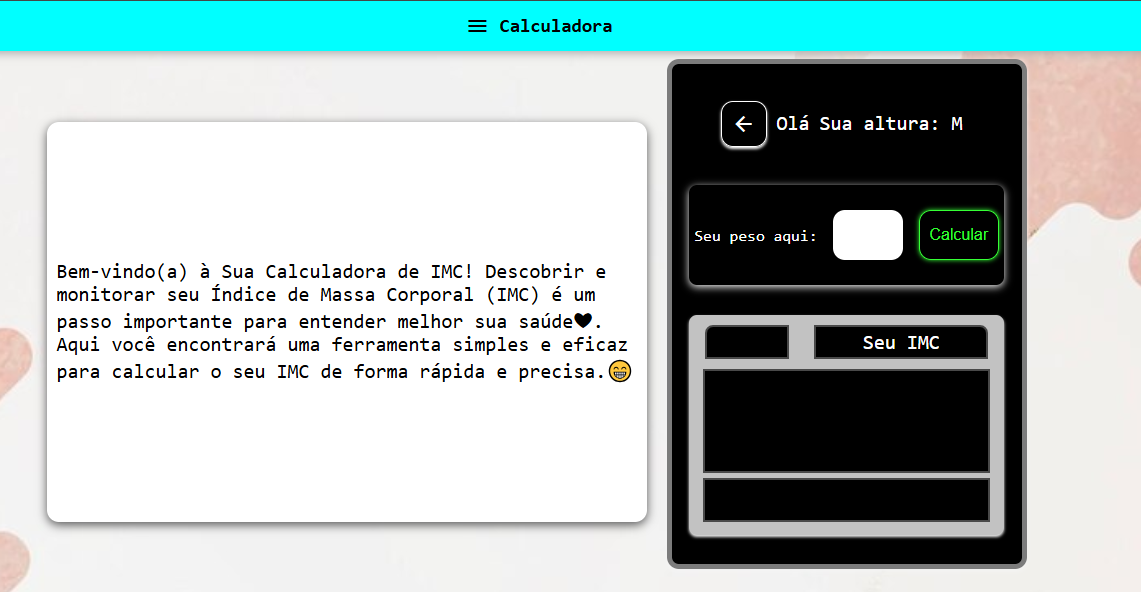 Calculadora
Bem-vindo(a) à Sua Calculadora de IMC! Descobrir e
monitorar seu Índice de Massa Corporal (IMC) é um
passo importante para entender melhor sua saúde🖤.
Aqui você encontrará uma ferramenta simples e eficaz
para calcular o seu IMC de forma rápida e precisa.😁
Olá Sua altura: M
Seu peso aqui:
Calcular
Seu IMC